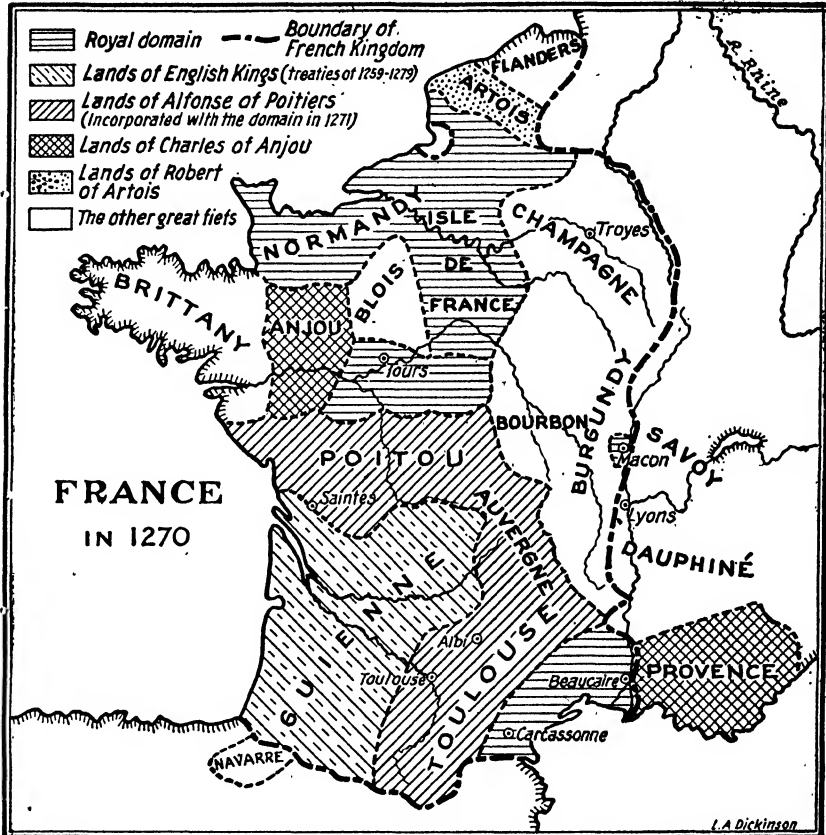 Royal domain
Boundary of
French Kingdom
Lands of English Kings (treaties of 1259-1279)
Lands of Alfonse of Poitiers
(Incorporated with the domain in 1271)
Lands of Charles of Anjou
Lands of Robert
of Artois
The other great fiefs
R. Rhine
FLANDERS
ARTOIS
NORMANDY
ISLE
DE
FRANCE
CHAMPAGNE
Troyes
BRITTANY
ANJOU
BLOIS
Tours
BOURBON
BURGUNDY
Macon
SAVOY
POITOU
Saintes
AUVERGNE
Lyons
DAUPHINÉ
FRANCE
IN 1270
GUIENNE
Albi
Toulouse
TOULOUSE
Beaucaire
PROVENCE
Carcassonne
NAVARRE
L.A Dickinson